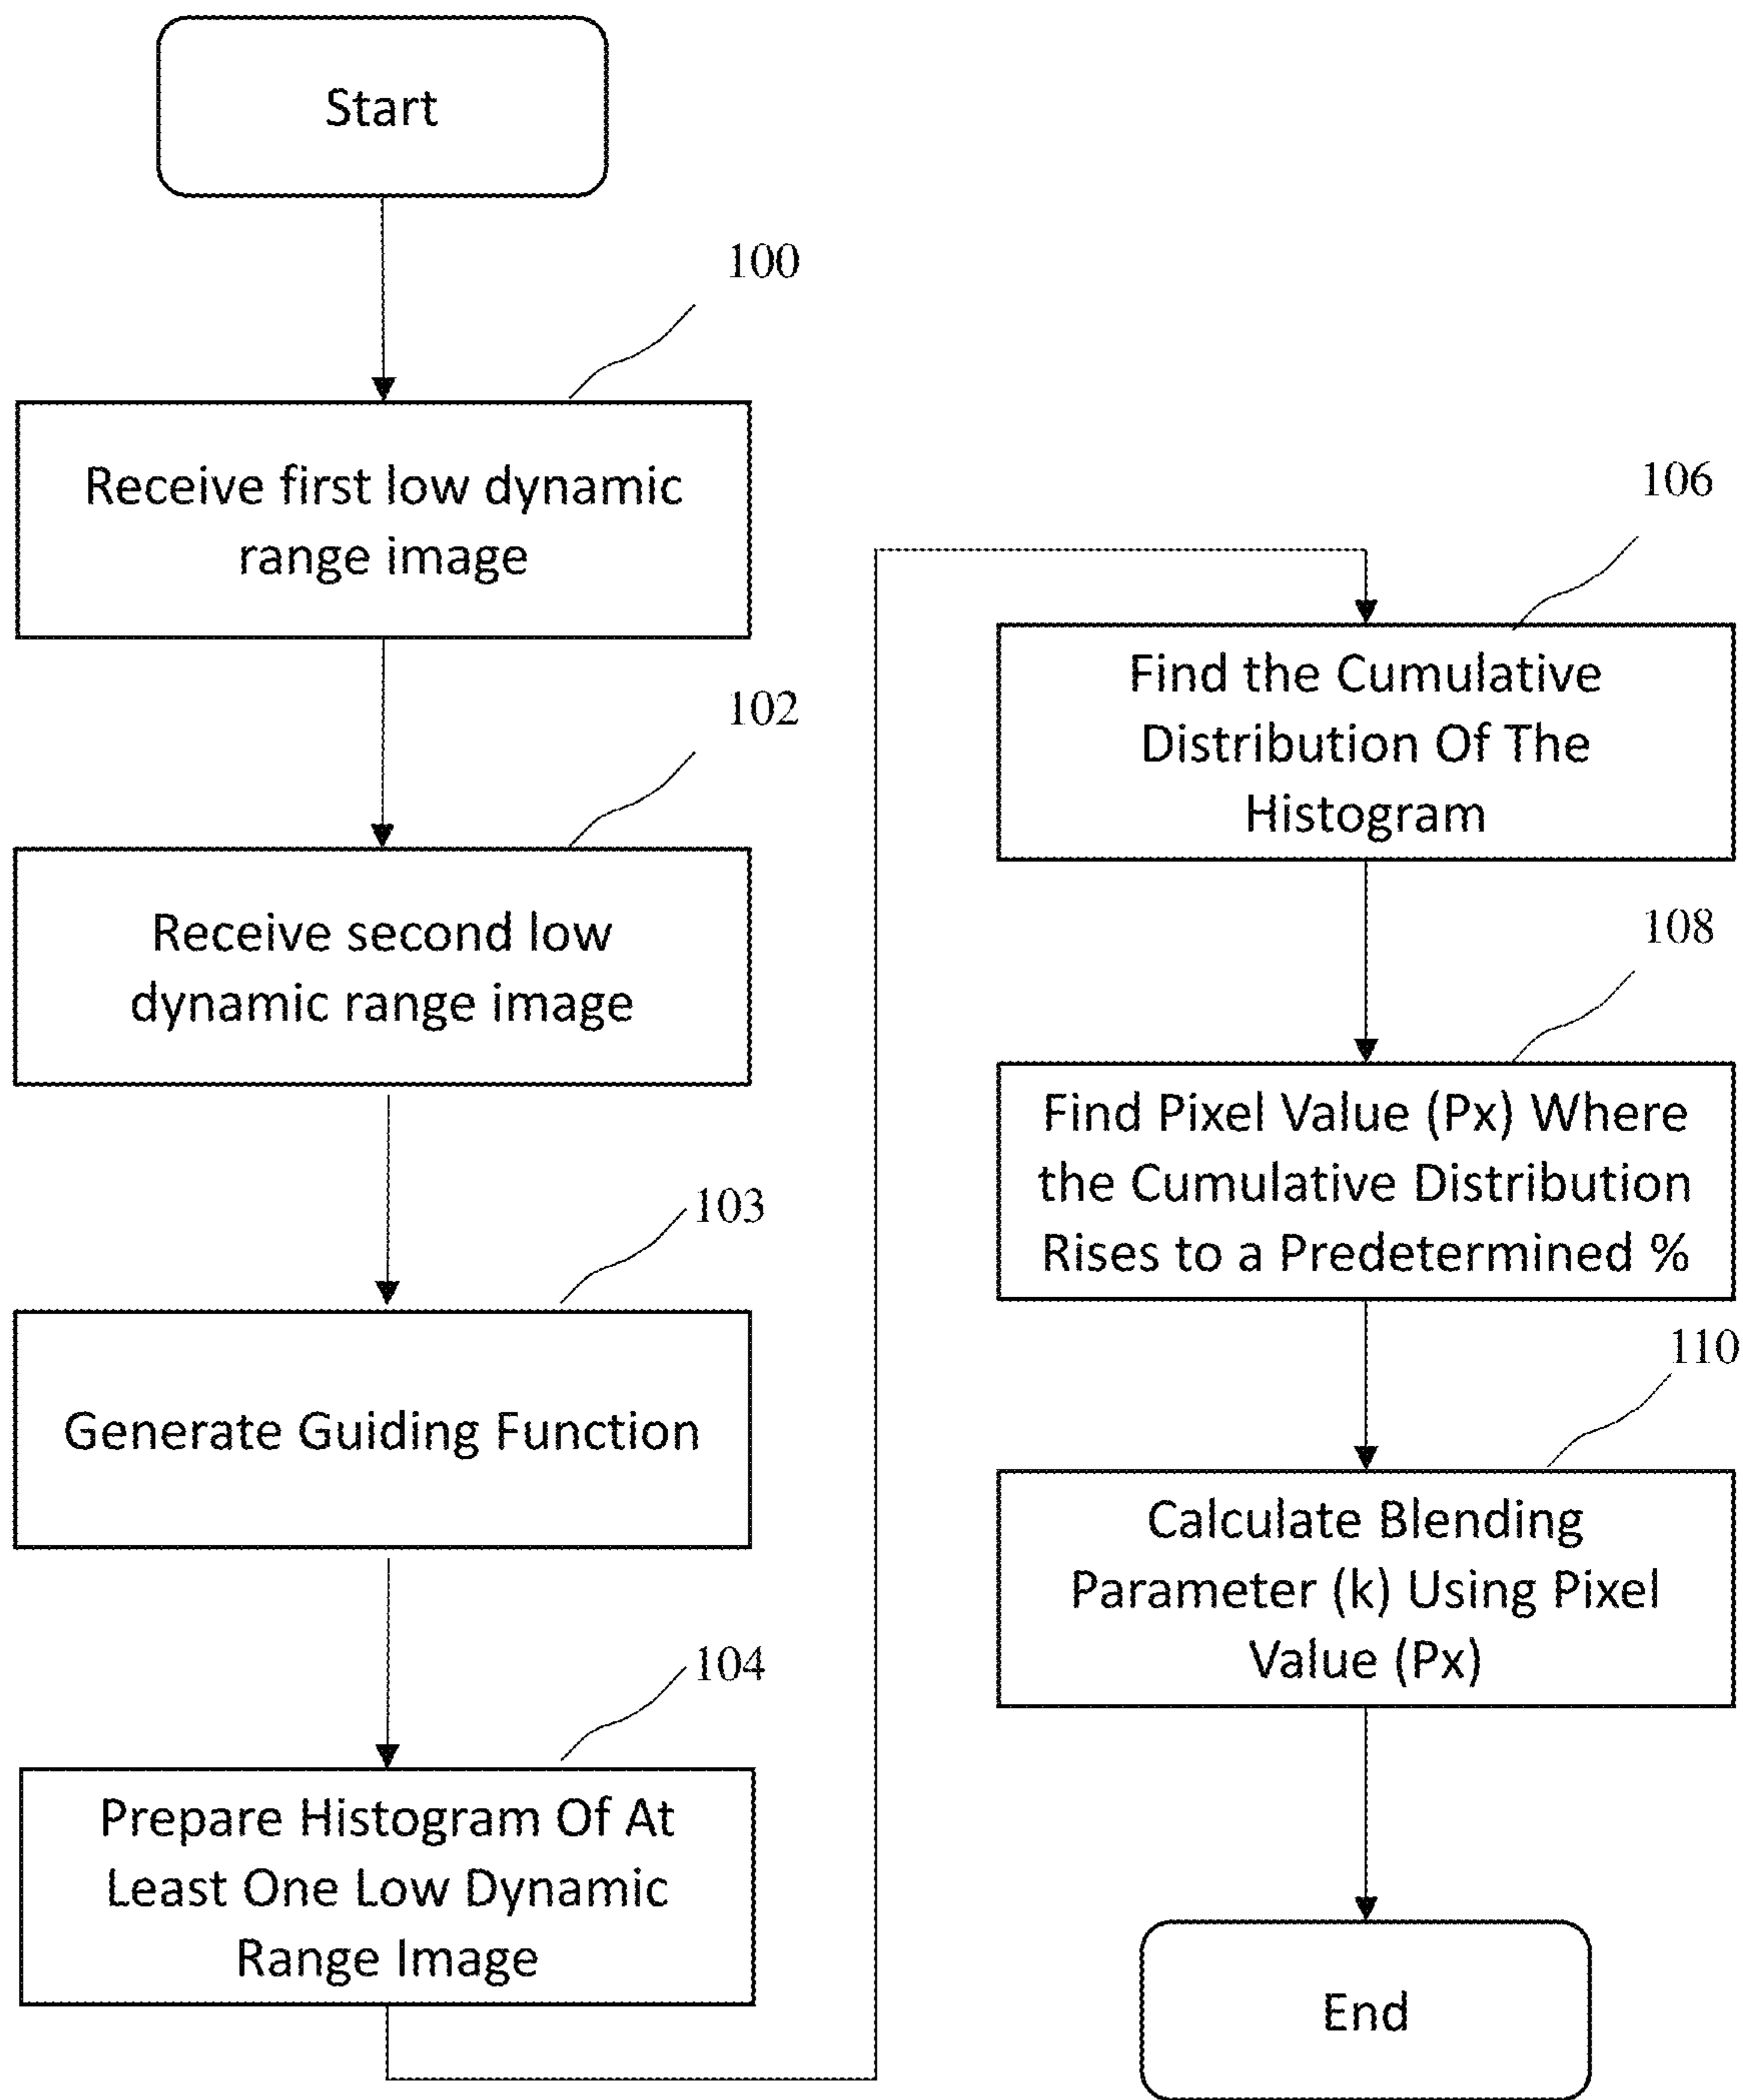 Start
100
Receive first low dynamic
range image
102
Receive second low
dynamic range image
103
Generate Guiding Function
104
Prepare Histogram Of At
Least One Low Dynamic
Range Image
106
Find the Cumulative
Distribution Of The
Histogram
108
Find Pixel Value (Px) Where
the Cumulative Distribution
Rises to a Predetermined %
110
Calculate Blending
Parameter (k) Using Pixel
Value (Px)
End